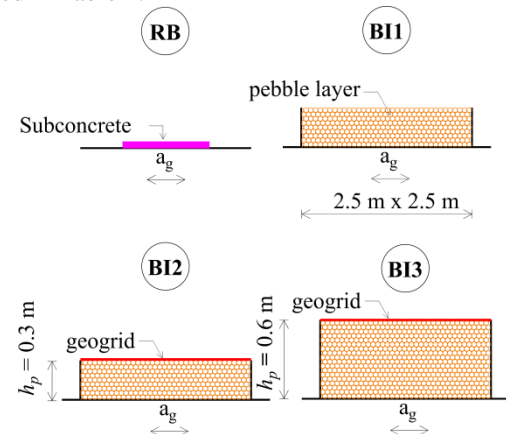 RB
BI1
pebble layer
Subconcrete
a_g
a_g
2.5 m x 2.5 m
BI2
BI3
h_p = 0.3 m
geogrid
h_p = 0.6 m
geogrid
a_g
a_g